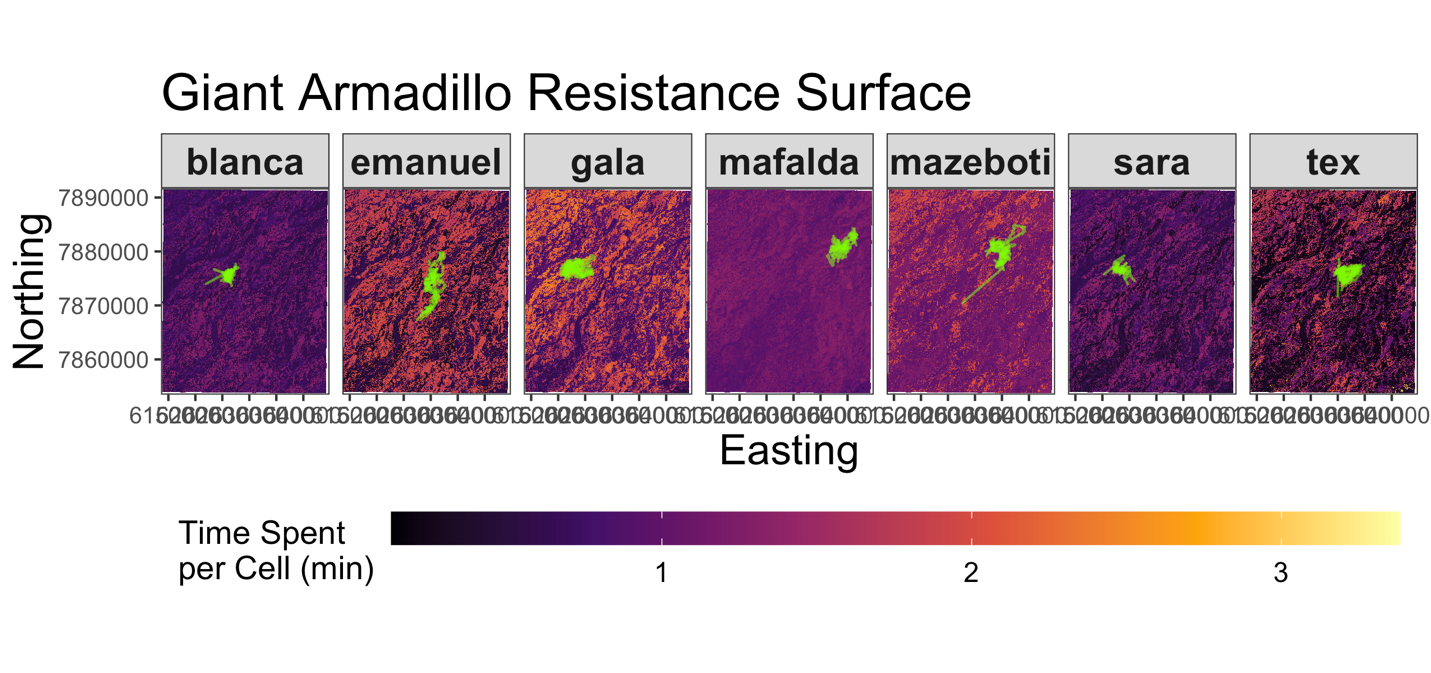 Giant Armadillo Resistance Surface
blanca
emanuel
gala
mafalda
mazeboti
sara
tex
7890000
7880000
7870000
7860000
Northing
Easting
Time Spent
per Cell (min)
1
2
3